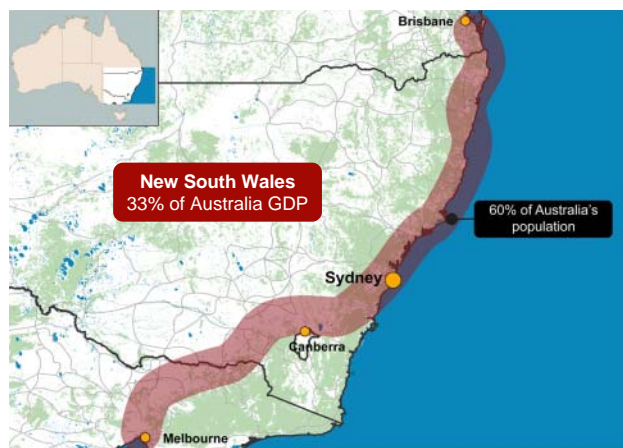 Brisbane
New South Wales
33% of Australia GDP
60% of Australia's
population
Sydney
Canberra
Melbourne